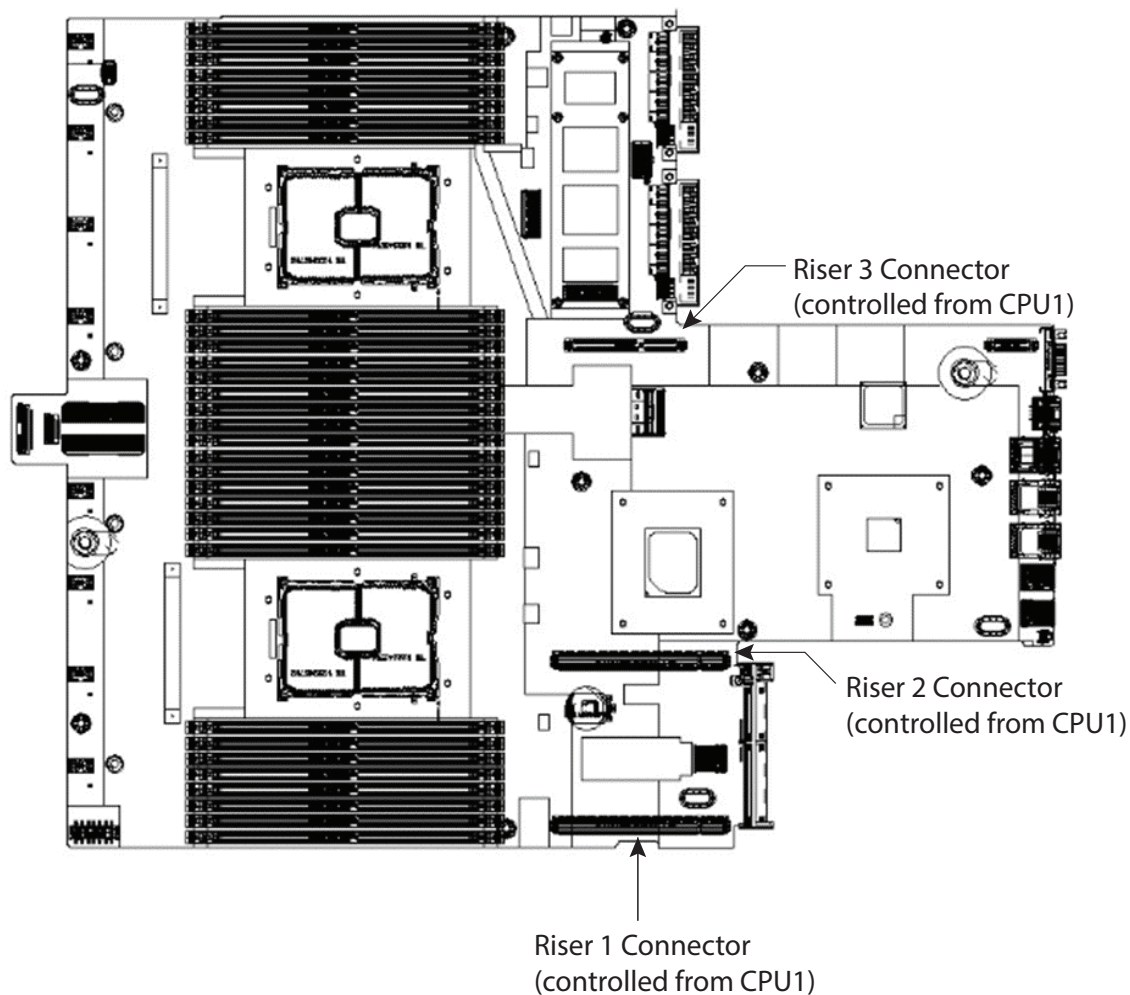 Riser 3 Connector
(controlled from CPU1)
Riser 2 Connector
(controlled from CPU1)
Riser 1 Connector
(controlled from CPU1)